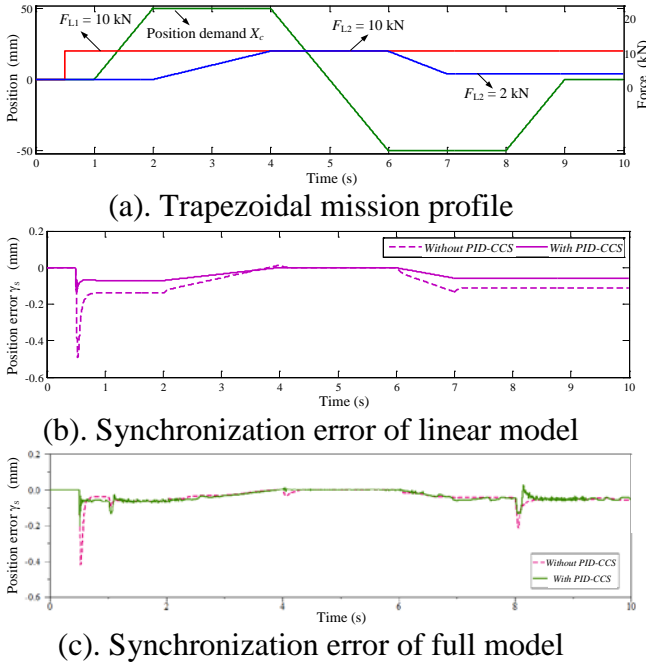 F_L1 = 10 kN
Position demand X_c
F_L2 = 10 kN
F_L2 = 2 kN
Position (mm)
50
0
-50
Force (kN)
20
10
0
0 1 2 3 4 5 6 7 8 9 10
Time (s)
(a). Trapezoidal mission profile
Position error γs (mm)
0.2
0
-0.2
-0.4
-0.6
Without PID-CCS
With PID-CCS
0 1 2 3 4 5 6 7 8 9 10
Time (s)
(b). Synchronization error of linear model
Position error γs (mm)
0.2
0.0
-0.2
-0.4
-0.6
Without PID-CCS
With PID-CCS
0 2 4 6 8 10
Time (s)
(c). Synchronization error of full model